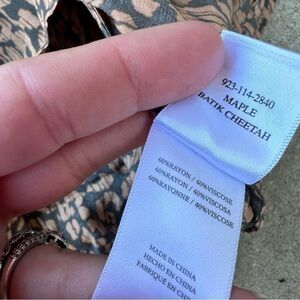 923-114-2840
MAPLE
BATIK CHEETAH
60%RAYON / 40%VISCOSE
60%RAYON / 40%VISCOSA
60%RAYONNE / 40%VISCOSE
MADE IN CHINA
HECHO EN CHINA
FABRIQUÉ EN CHINE